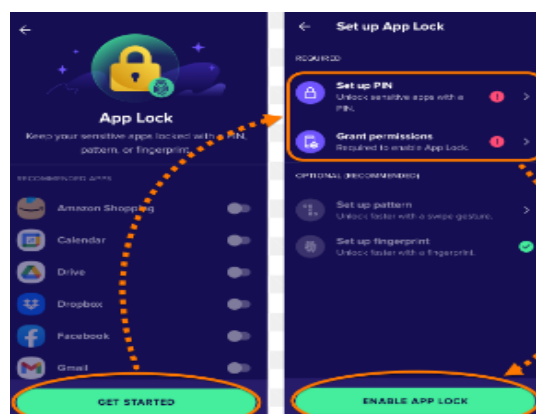 App Lock
Keep your sensitive apps locked with a PIN,
pattern, or fingerprint.
RECOMMENDED APPS
Amazon Shopping
Calendar
Drive
Dropbox
Facebook
Gmail
GET STARTED
Set up App Lock
REQUIRED
Set up PIN
Unlock sensitive apps with a
PIN.
Grant permissions
Required to enable App Lock.
OPTIONAL (RECOMMENDED)
Set up pattern
Unlock faster with a swipe gesture.
Set up fingerprint
Unlock faster with a fingerprint.
ENABLE APP LOCK